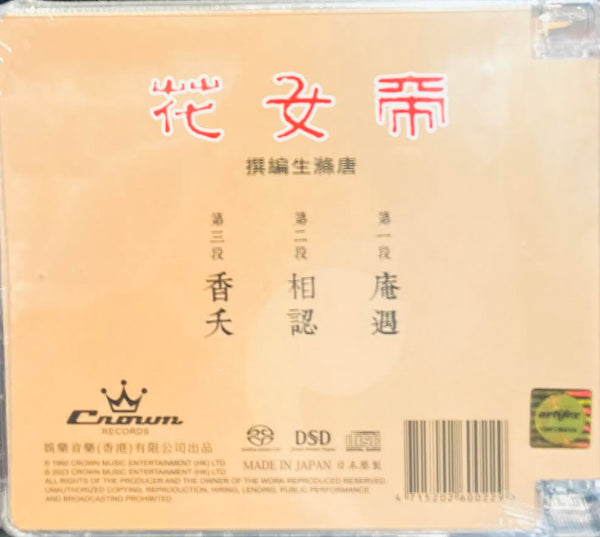 帝女花
唐滌生編撰
第一段 庵遇
第二段 相認
第三段 香夭
Crown
RECORDS
娛樂音樂(香港)有限公司出品
℗ 1960 CROWN MUSIC ENTERTAINMENT (HK) LTD
© 2023 CROWN MUSIC ENTERTAINMENT (HK) LTD
ALL RIGHTS OF THE PRODUCER AND THE OWNER OF THE WORK REPRODUCED RESERVED.
UNAUTHORIZED COPYING, REPRODUCTION, HIRING, LENDING, PUBLIC PERFORMANCE
AND BROADCASTING PROHIBITED
DSD
MADE IN JAPAN 日本壓製
4 715202 600229 >